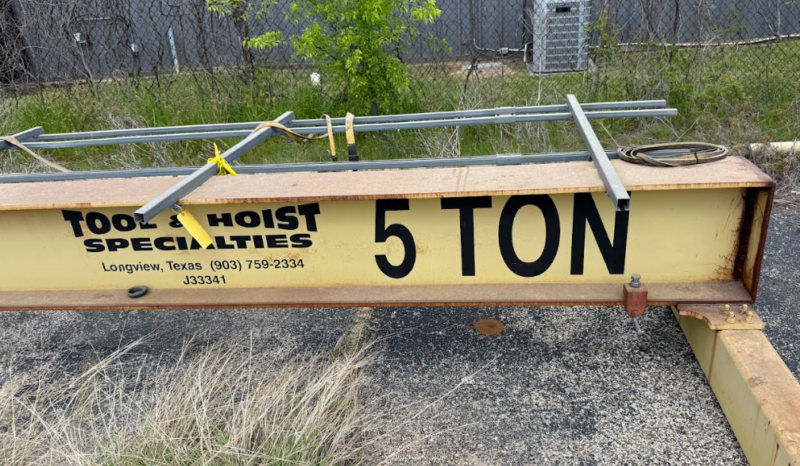 TOOL & HOIST
SPECIALTIES
Longview, Texas (903) 759-2334
J33341
5 TON